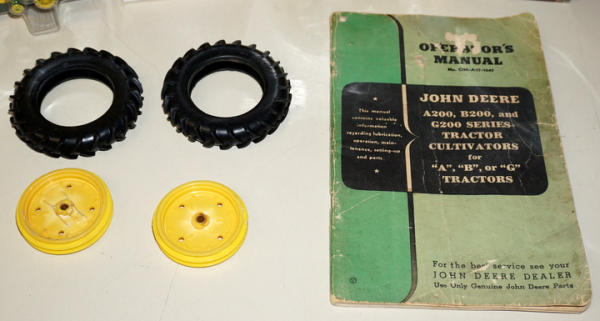 OPERATOR'S
MANUAL
JOHN DEERE
A200, B200, and
G200 SERIES
TRACTOR
CULTIVATORS
for
"A", "B", or "G"
TRACTORS
This manual
contains valuable
information
regarding lubrication,
operation, main-
tenance, setting-up
and parts.
For the best service see your
JOHN DEERE DEALER
Use Only Genuine John Deere Parts